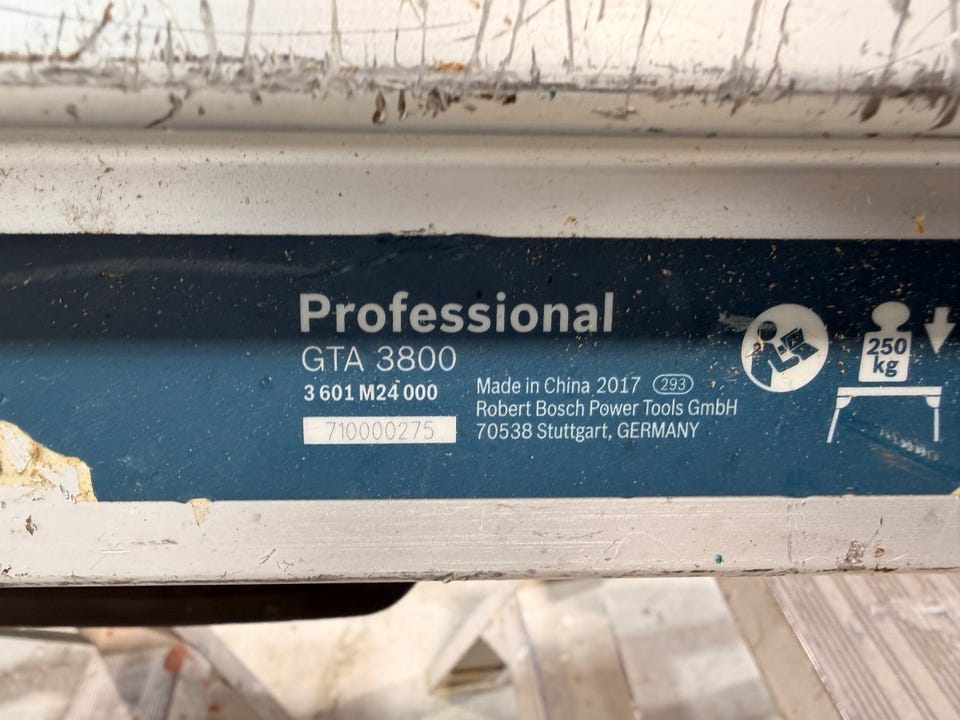 Professional
GTA 3800
3 601 M24 000
710000275
Made in China 2017 293
Robert Bosch Power Tools GmbH
70538 Stuttgart, GERMANY
250
kg